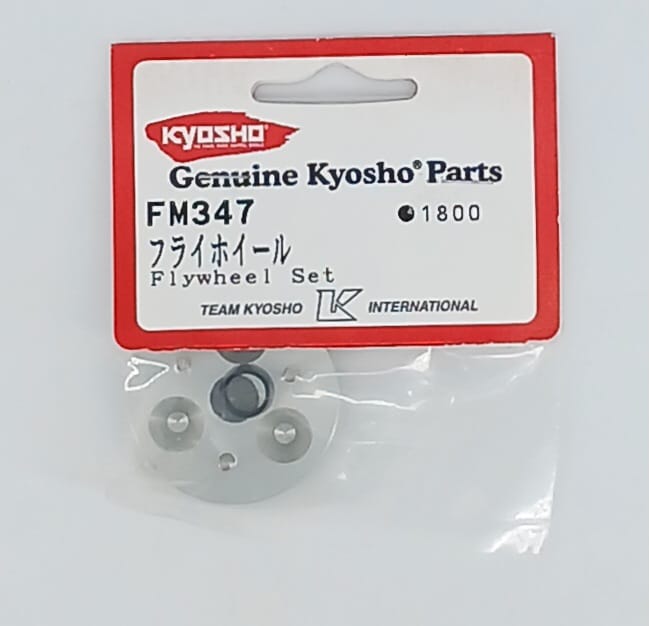 KYOSHO
Genuine Kyosho® Parts
FM347 ●1800
フライホイール
Flywheel Set
TEAM KYOSHO K INTERNATIONAL